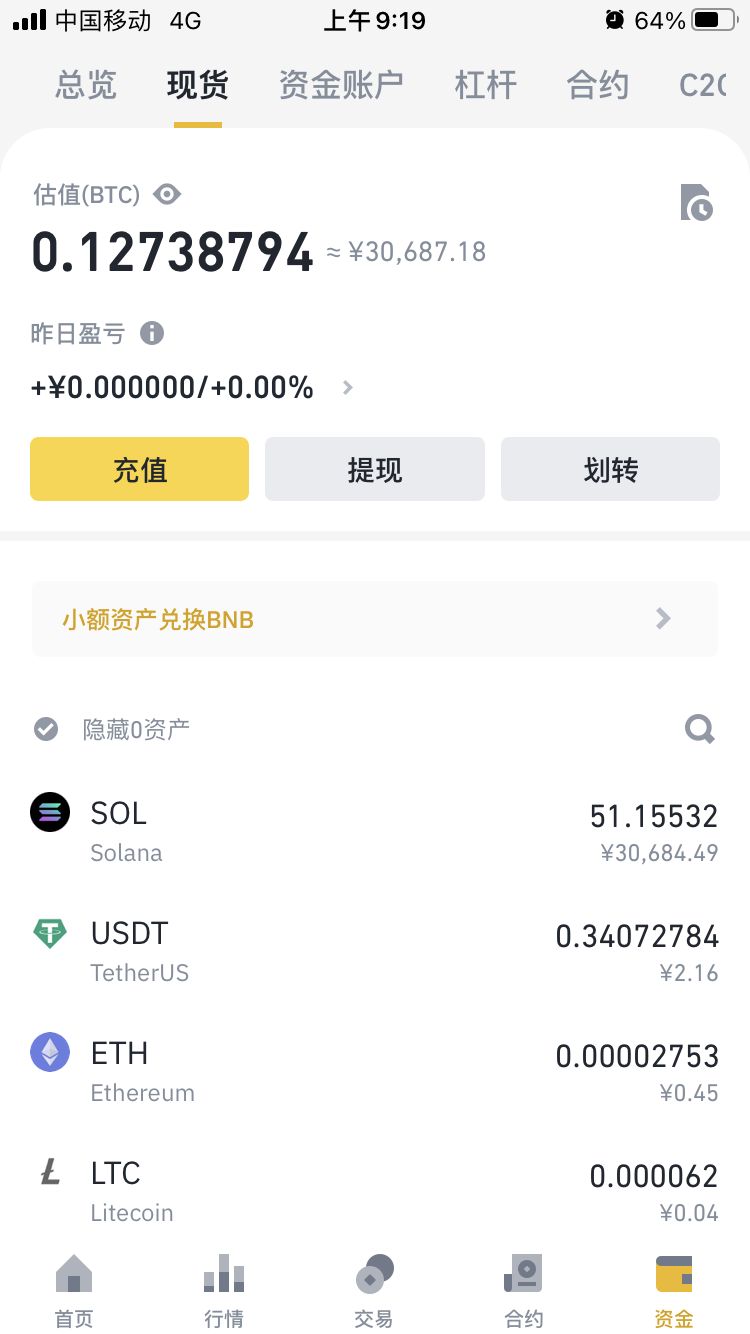 中国移动 4G 上午9:19 64%
总览 现货 资金账户 杠杆 合约
估值(BTC)
0.12738794 ≈ ¥30,687.18
昨日盈亏
+¥0.000000/+0.00%
充值 提现 划转
小额资产兑换BNB
隐藏0资产
SOL 51.15532
Solana ¥30,684.49
USDT 0.34072784
TetherUS ¥2.16
ETH 0.00002753
Ethereum ¥0.45
LTC 0.000062
Litecoin ¥0.04
首页 行情 交易 合约 资金